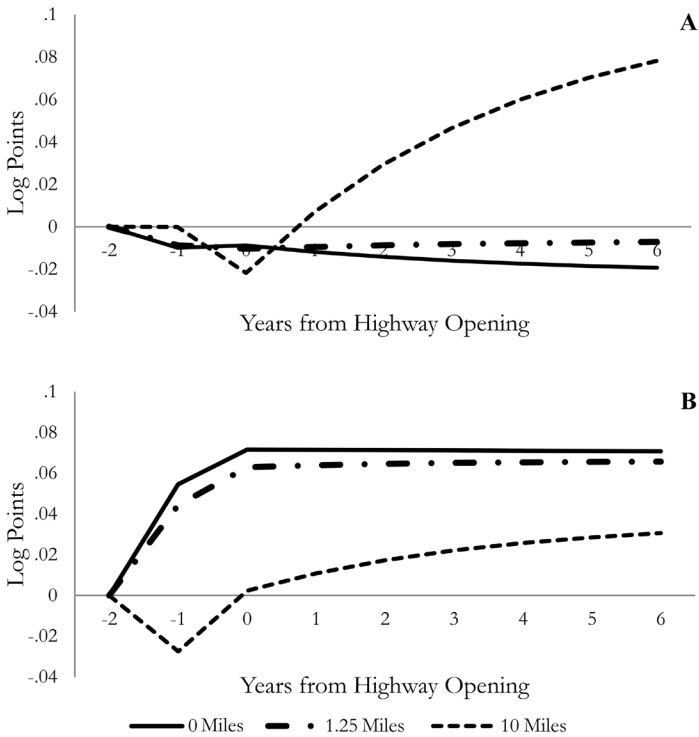 A
.1
.08
.06
.04
.02
0
-.02
-.04
Log Points
-2 -1 0 1 2 3 4 5 6
Years from Highway Opening
B
.1
.08
.06
.04
.02
0
-.02
-.04
Log Points
-2 -1 0 1 2 3 4 5 6
Years from Highway Opening
0 Miles 1.25 Miles 10 Miles